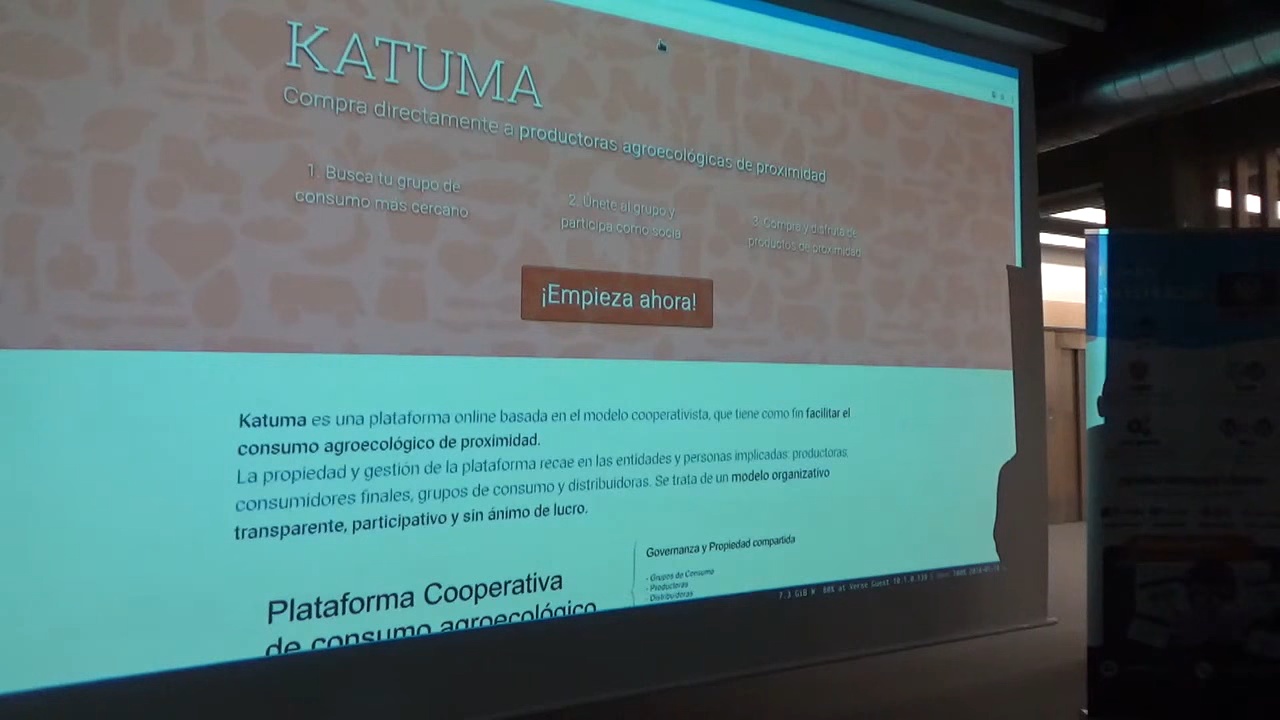 KATUMA
Compra directamente a productoras agroecológicas de proximidad
1. Busca tu grupo de
consumo más cercano
2. Únete al grupo y
participa como socia
3. Compra y disfruta de
productos de proximidad
¡Empieza ahora!
Katuma es una plataforma online basada en el modelo cooperativista, que tiene como fin facilitar el
consumo agroecológico de proximidad.
La propiedad y gestión de la plataforma recae en las entidades y personas implicadas: productoras,
consumidores finales, grupos de consumo y distribuidoras. Se trata de un modelo organizativo
transparente, participativo y sin ánimo de lucro.
Plataforma Cooperativa
de consumo agroecológico
Governanza y Propiedad compartida
- Grupos de Consumo
- Productoras
- Distribuidoras
7.3 GiB